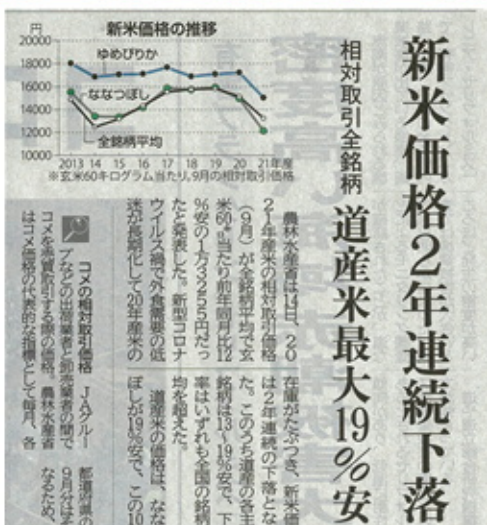 新米価格2年連続下落
道産米最大19%安
相対取引全銘柄
新米価格の推移
円
20000
18000
16000
14000
12000
10000
ゆめぴりか
ななつぼし
全銘柄平均
2013 14 15 16 17 18 19 20 21年産
※玄米60キログラム当たり、9月の相対取引価格
農林水産省は14日、20
21年産米の相対取引価格
(9月)が全銘柄平均で玄
米60㌔当たり前年同月比12
%安の1万3255円だっ
たと発表した。新型コロナ
ウイルス禍で外食需要の低
迷が長期化して20年産米の
在庫がたぶつき、新米価
は2年連続の下落とな
た。このうち道産の各主
銘柄は13〜19%安で、下
率はいずれも全国の銘柄
均を超えた。
道産米の価格は、なな
ぼしが19%安で、この10
コメの相対取引価格 JAグルー
プなどの出荷業者と卸売業者の間で
コメを売買取引する際の価格。農林水産省
はコメ価格の代表的な指標として毎月、各
都道府県の
9月分はそ
なるため、